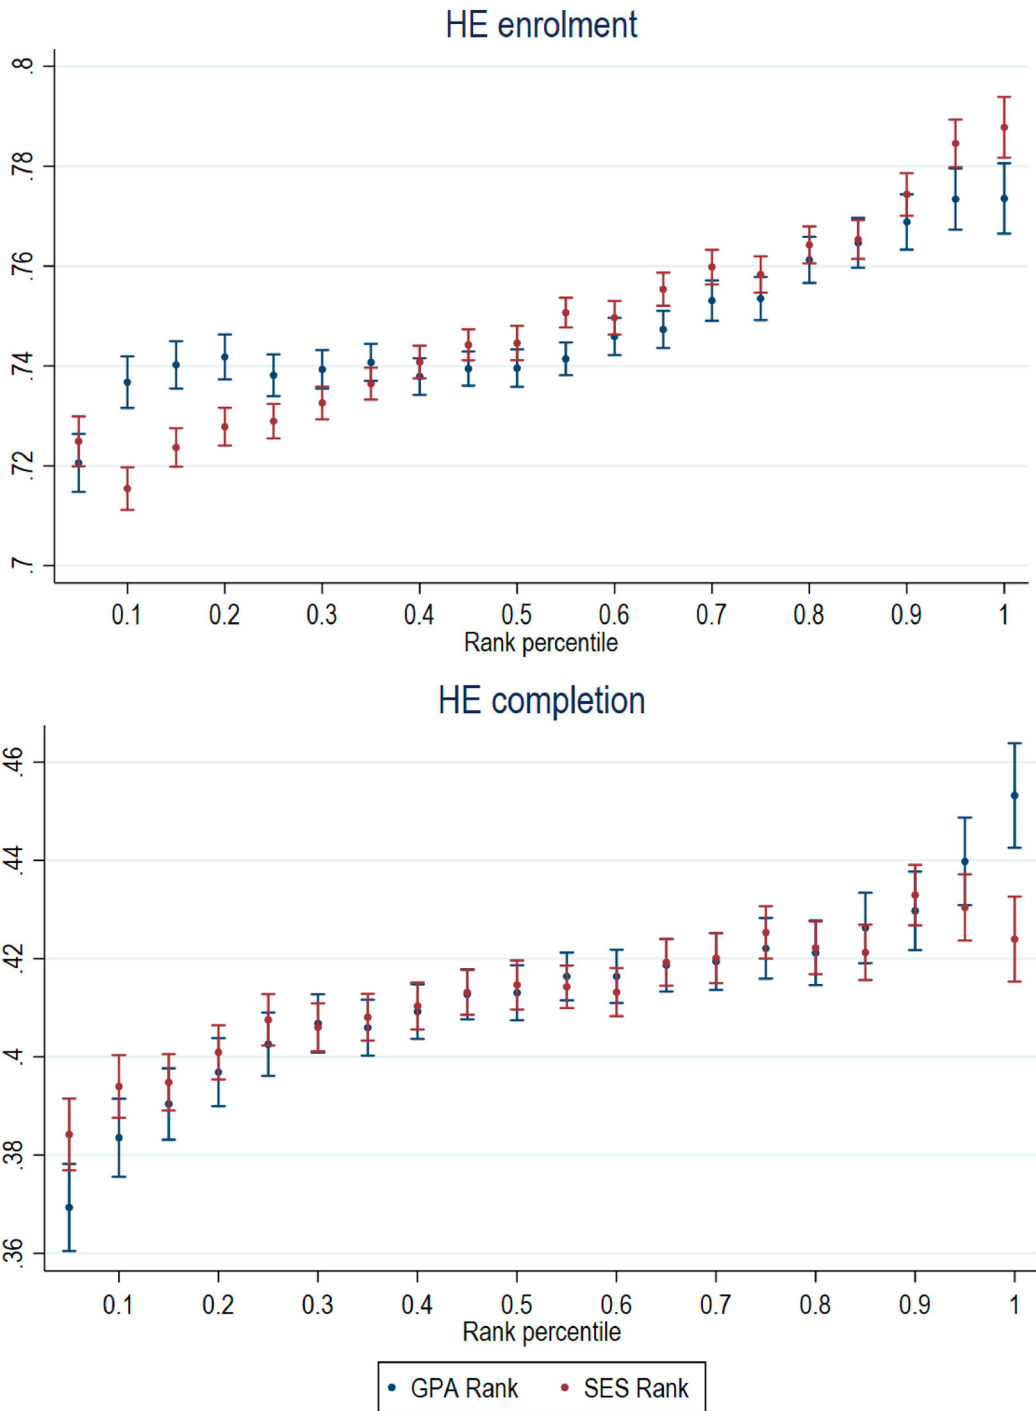 HE enrolment
.8
.78
.76
.74
.72
.7
0.1 0.2 0.3 0.4 0.5 0.6 0.7 0.8 0.9 1
Rank percentile
HE completion
.46
.44
.42
.4
.38
.36
0.1 0.2 0.3 0.4 0.5 0.6 0.7 0.8 0.9 1
Rank percentile
GPA Rank SES Rank